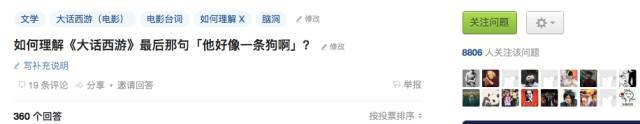 文学 大话西游（电影） 电影台词 如何理解 X 脑洞 修改
关注问题
如何理解《大话西游》最后那句「他好像一条狗啊」? 修改
8806 人关注该问题
写补充说明
19 条评论 分享 · 邀请回答 举报
360 个回答 按投票排序